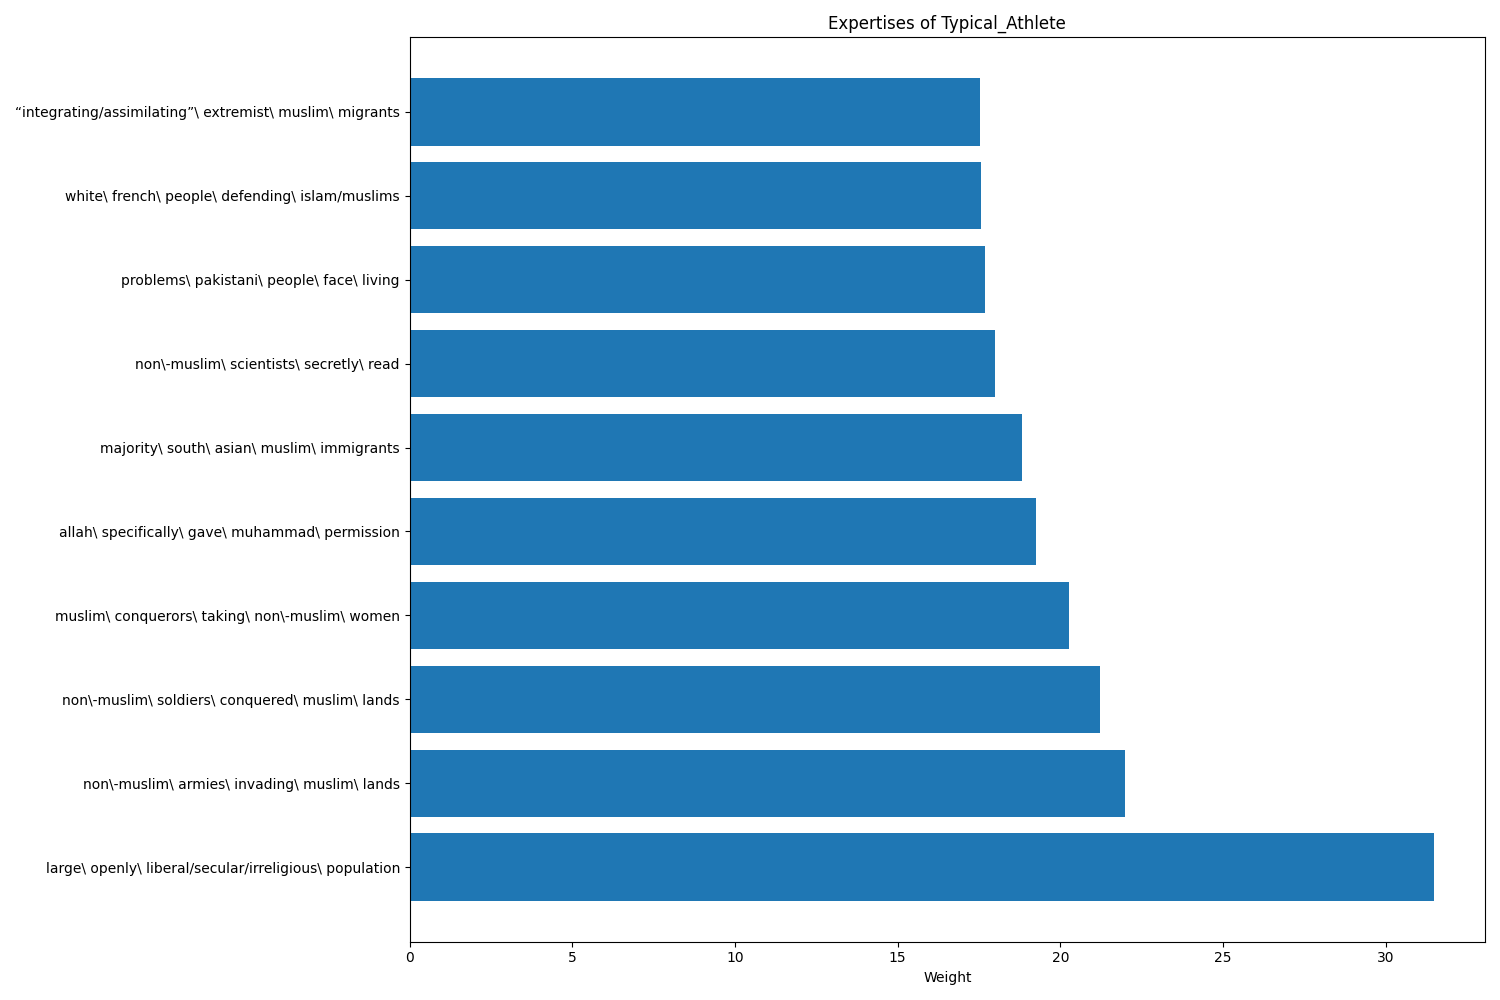 Expertises of Typical_Athlete
“integrating/assimilating”\ extremist\ muslim\ migrants
white\ french\ people\ defending\ islam/muslims
problems\ pakistani\ people\ face\ living
non\-muslim\ scientists\ secretly\ read
majority\ south\ asian\ muslim\ immigrants
allah\ specifically\ gave\ muhammad\ permission
muslim\ conquerors\ taking\ non\-muslim\ women
non\-muslim\ soldiers\ conquered\ muslim\ lands
non\-muslim\ armies\ invading\ muslim\ lands
large\ openly\ liberal/secular/irreligious\ population
0 5 10 15 20 25 30
Weight